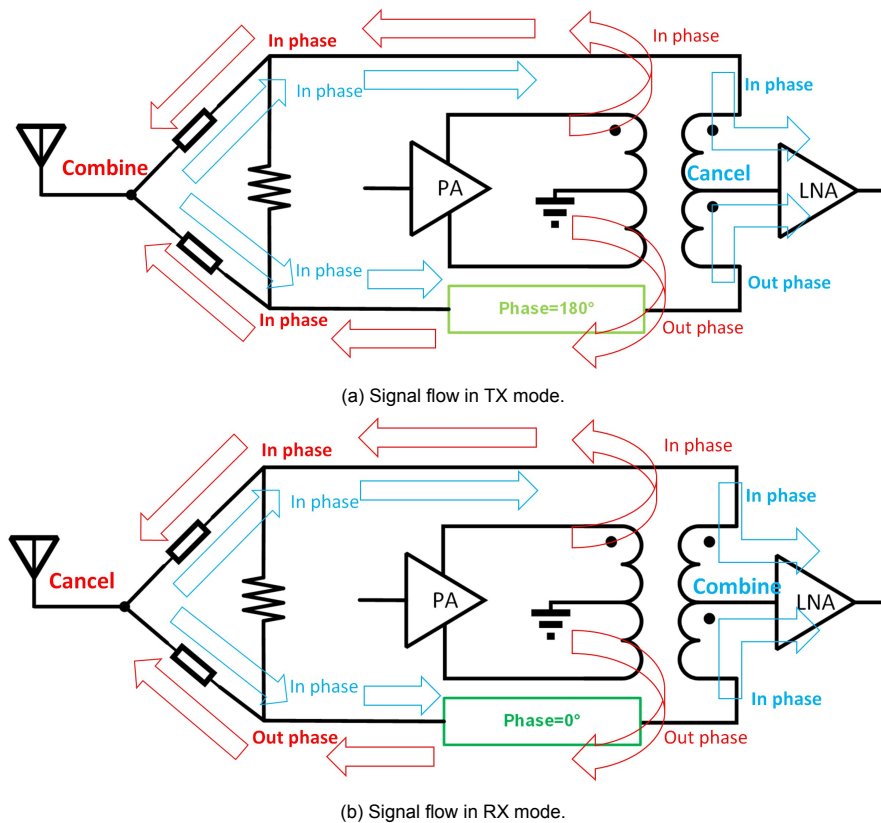 In phase
In phase
In phase
In phase
Combine
PA
Cancel
LNA
In phase
Out phase
In phase
Phase=180°
Out phase
(a) Signal flow in TX mode.
In phase
In phase
In phase
In phase
Cancel
PA
Combine
LNA
In phase
In phase
Out phase
Phase=0°
Out phase
(b) Signal flow in RX mode.